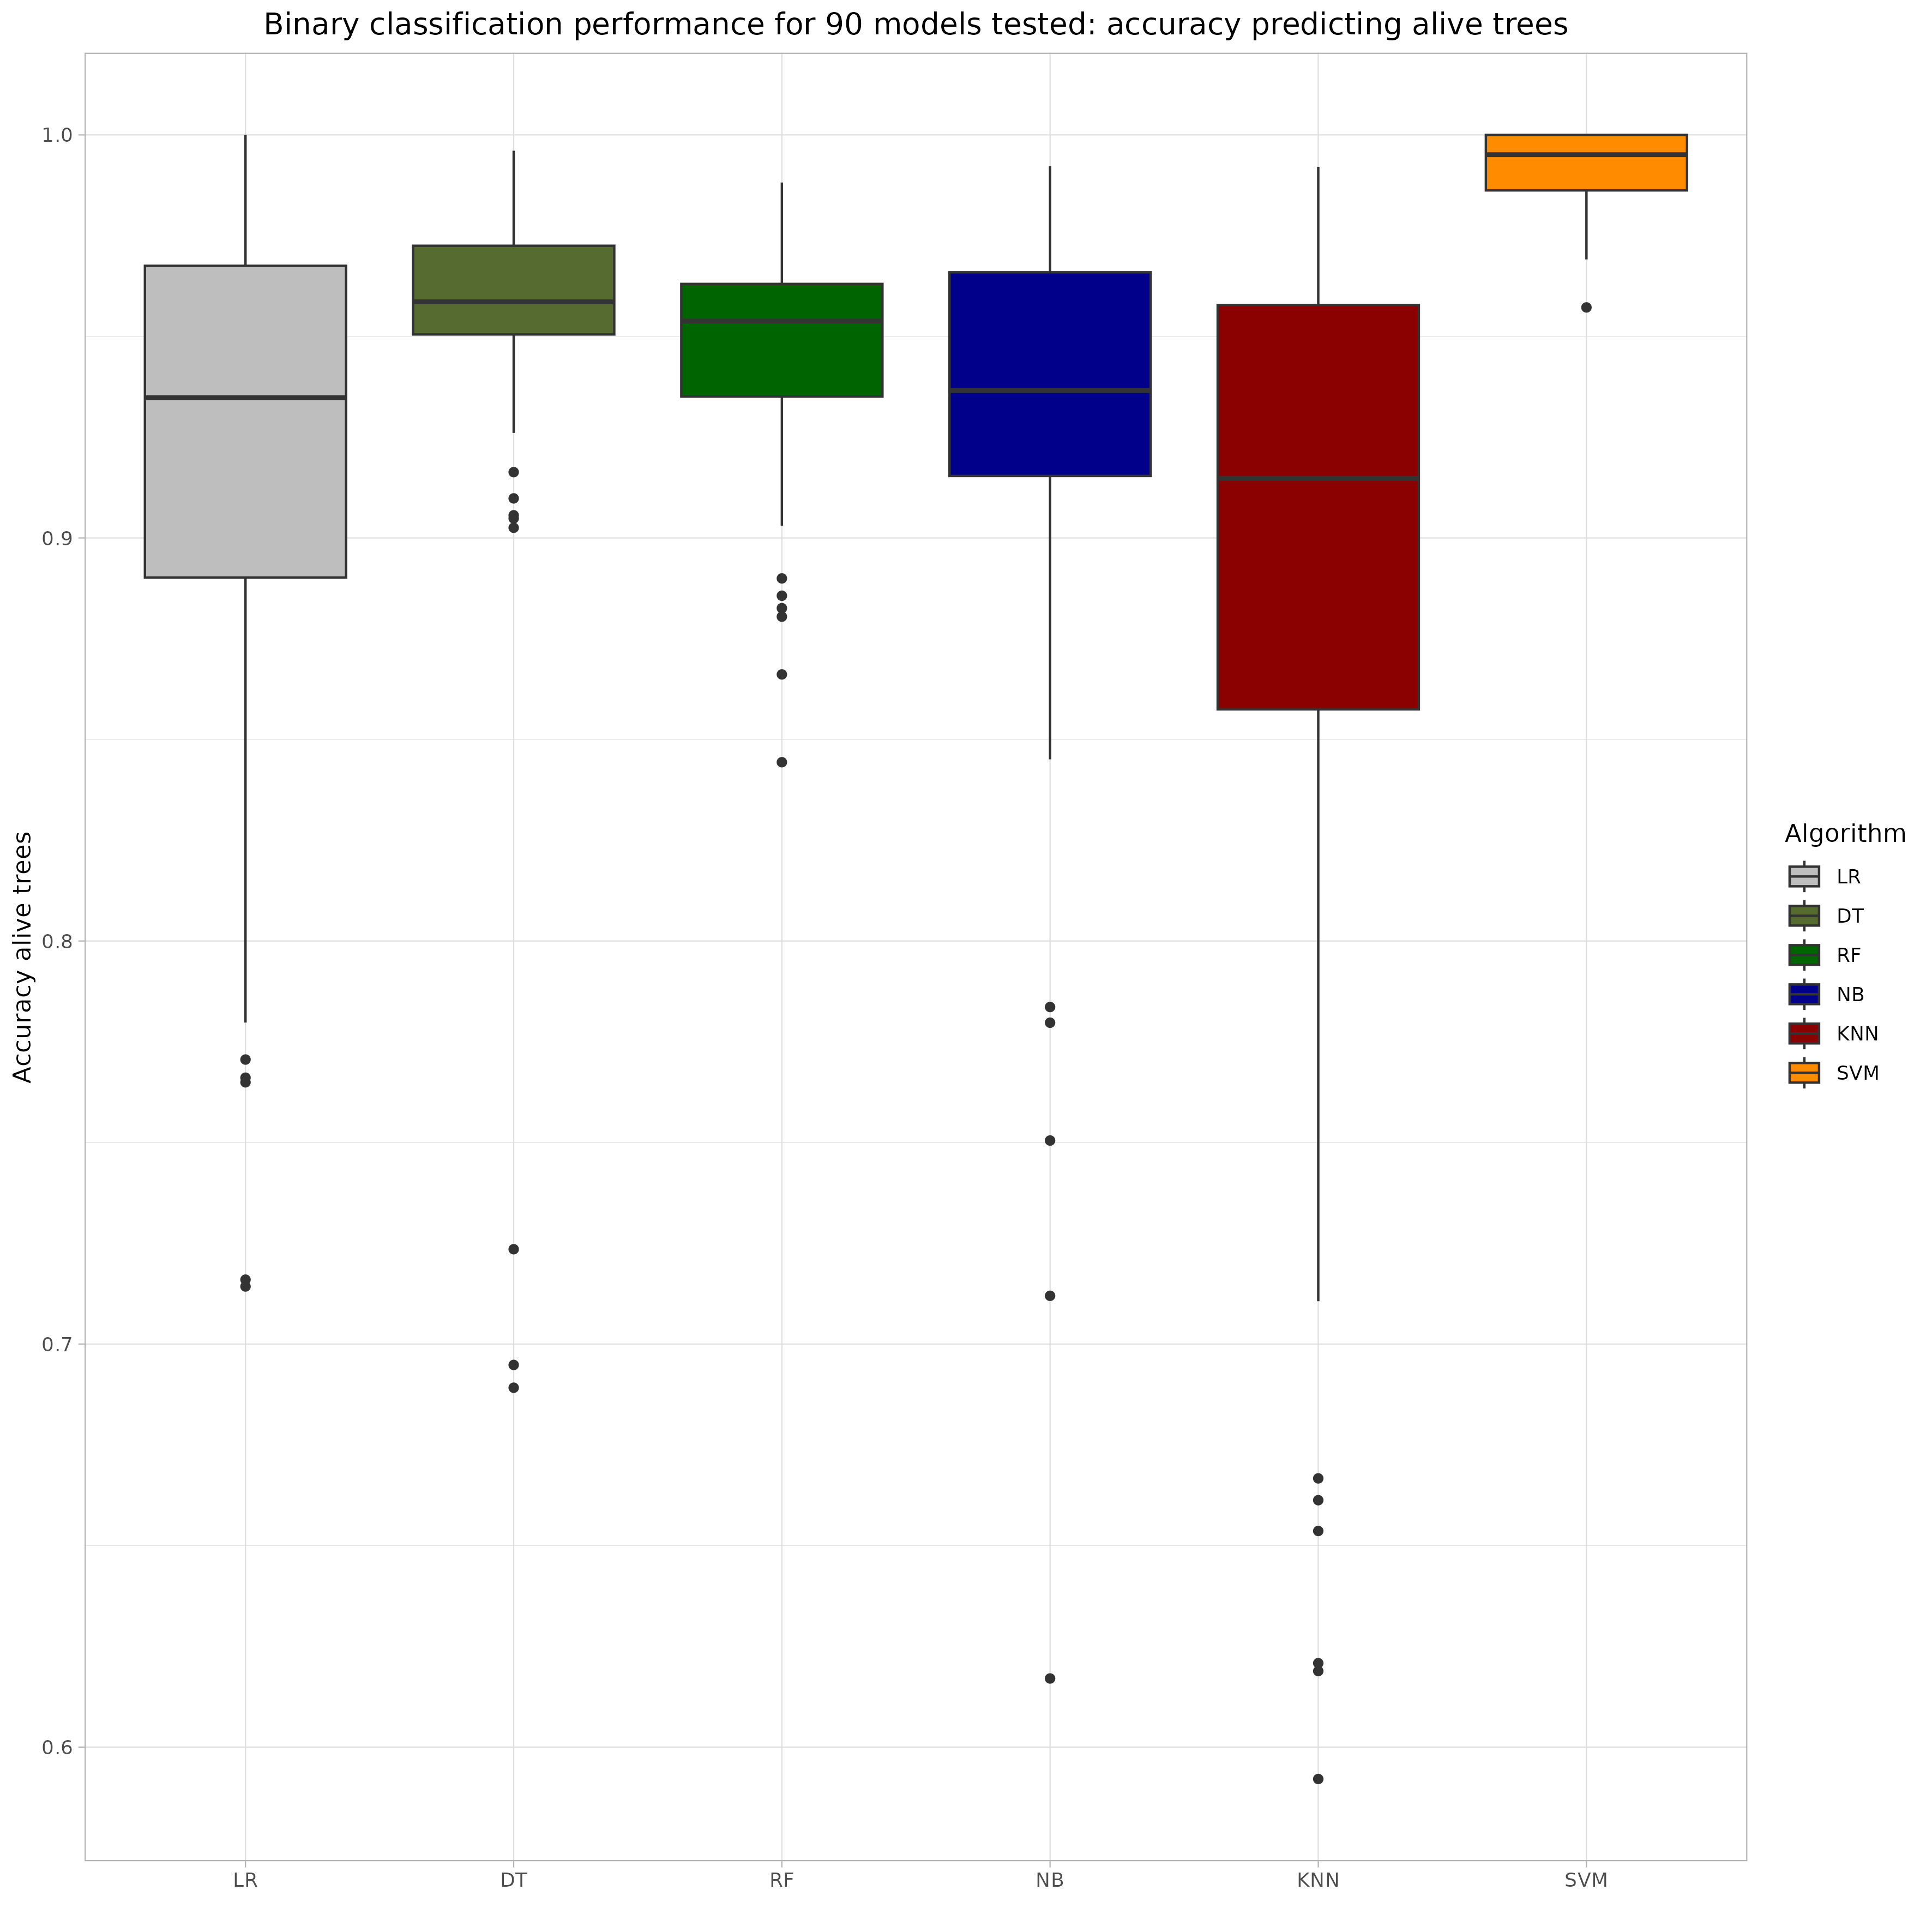 Binary classification performance for 90 models tested: accuracy predicting alive trees
Accuracy alive trees
1.0
0.9
0.8
0.7
0.6
LR DT RF NB KNN SVM
Algorithm
LR
DT
RF
NB
KNN
SVM